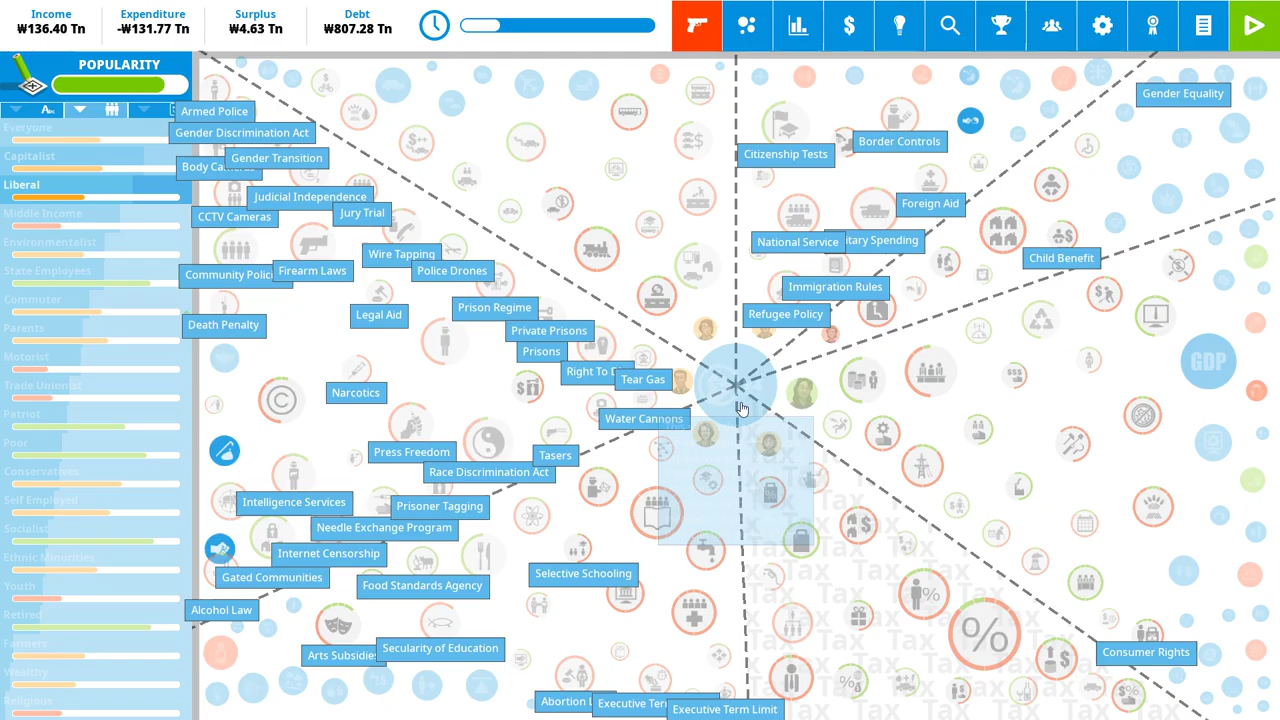 Income
₩136.40 Tn
Expenditure
-₩131.77 Tn
Surplus
₩4.63 Tn
Debt
₩807.28 Tn
POPULARITY
Everyone
Capitalist
Liberal
Middle Income
Environmentalist
State Employees
Commuter
Parents
Motorist
Trade Unionist
Patriot
Poor
Conservatives
Self Employed
Socialist
Ethnic Minorities
Youth
Retired
Farmers
Wealthy
Religious
Armed Police
Gender Discrimination Act
Body Ca
Gender Transition
Judicial Independence
CCTV Cameras
Jury Trial
Wire Tapping
Community Polic
Firearm Laws
Police Drones
Death Penalty
Legal Aid
Prison Regime
Private Prisons
Prisons
Right To D
Tear Gas
Narcotics
Water Cannons
Press Freedom
Tasers
Race Discrimination Act
Intelligence Services
Prisoner Tagging
Needle Exchange Program
Internet Censorship
Gated Communities
Food Standards Agency
Selective Schooling
Alcohol Law
Arts Subsidies
Secularity of Education
Abortion L
Executive Ter
Executive Term Limit
Gender Equality
Citizenship Tests
Border Controls
Foreign Aid
National Service
itary Spending
Child Benefit
Immigration Rules
Refugee Policy
GDP
Consumer Rights
Tax Tax Tax Tax